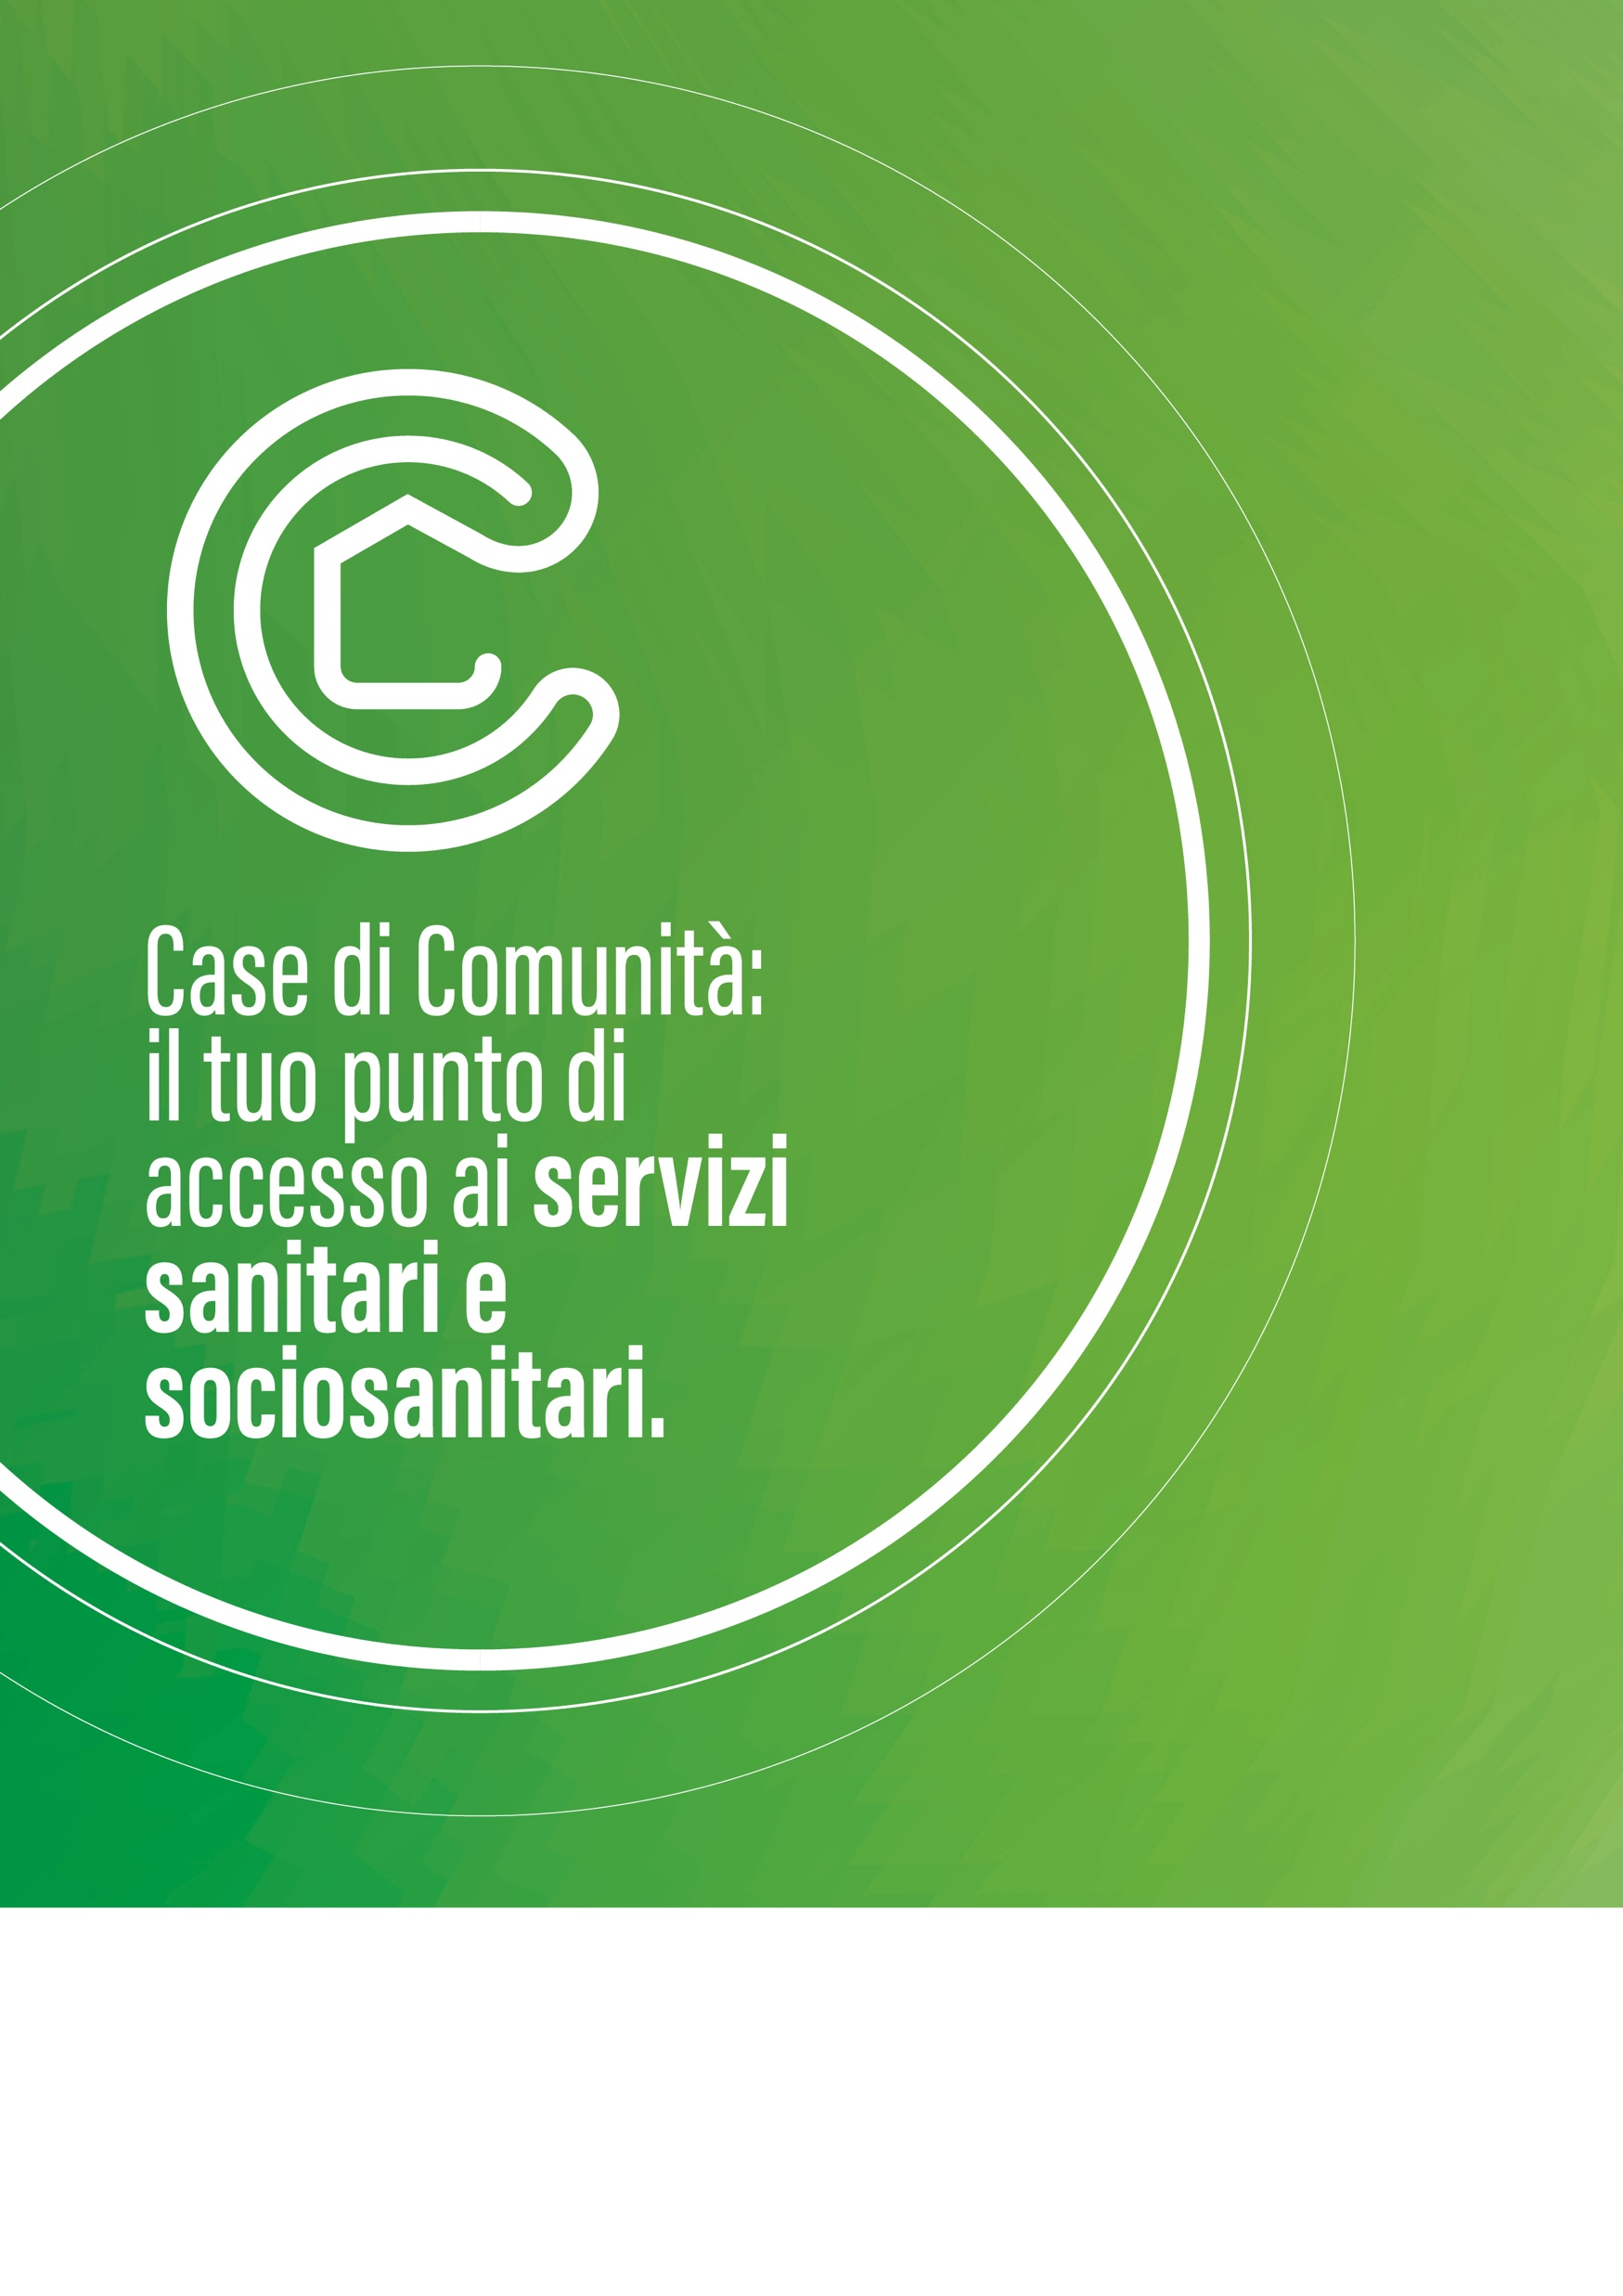 Case di Comunità:
il tuo punto di
accesso ai servizi
sanitari e
sociosanitari.